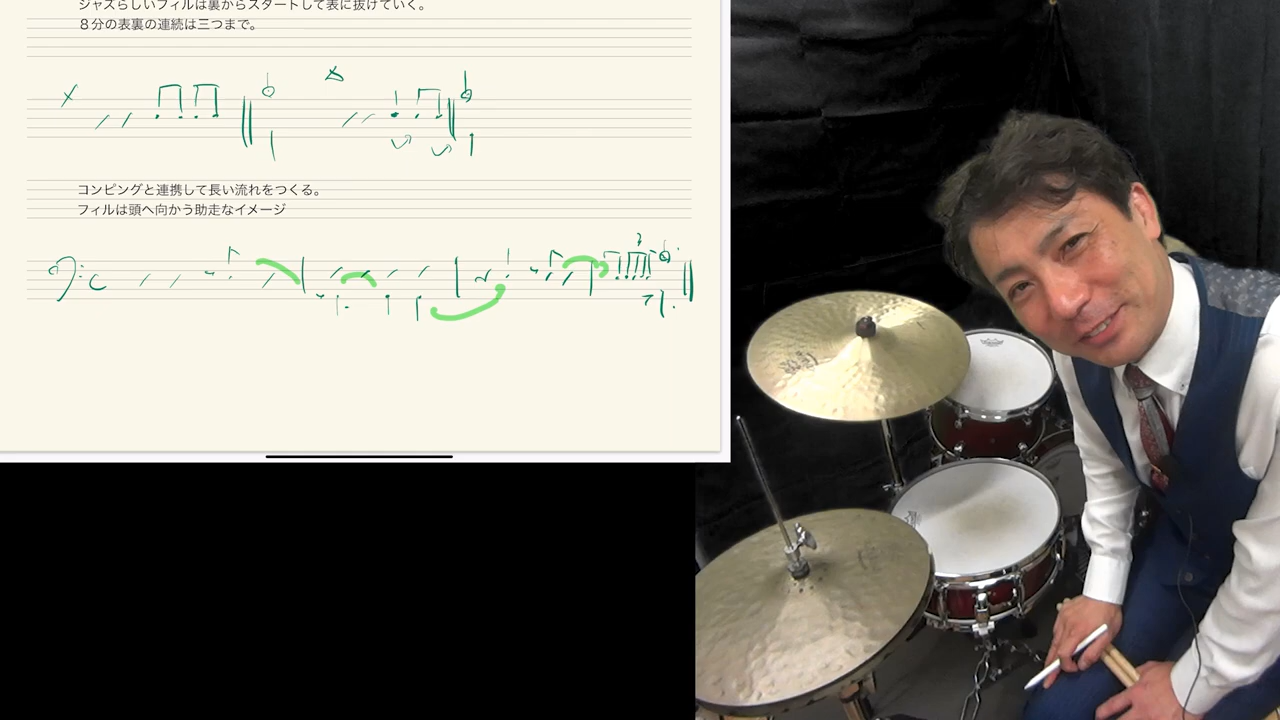 ジャズらしいフィルは裏からスタートして表に抜けていく。
８分の表裏の連続は三つまで。
コンピングと連携して長い流れをつくる。
フィルは頭へ向かう助走なイメージ